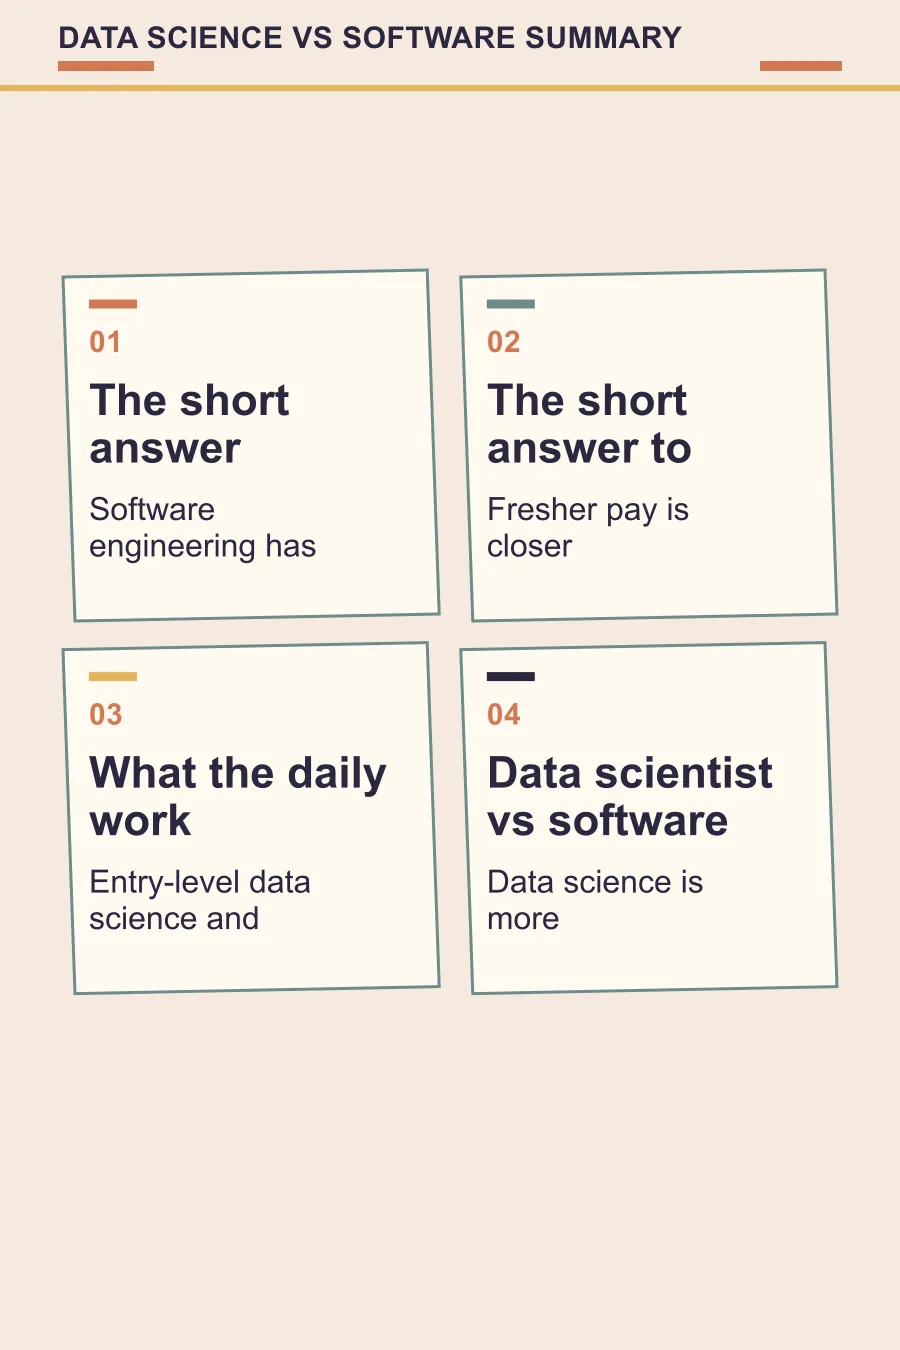 DATA SCIENCE VS SOFTWARE SUMMARY
01
The short
answer
Software
engineering has
02
The short
answer to
Fresher pay is
closer
03
What the daily
work
Entry-level data
science and
04
Data scientist
vs software
Data science is
more